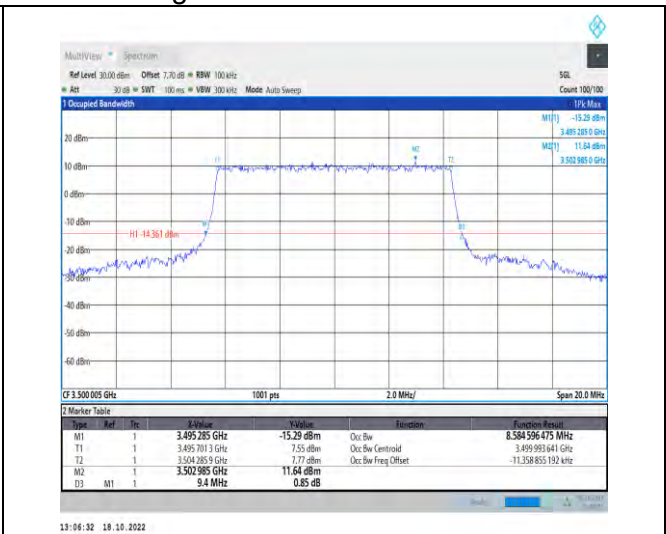 MultiView Spectrum
Ref Level 30.00 dBm Offset 7.70 dB RBW 100 kHz SGL
Att 30 dB SWT 100 ms VBW 300 kHz Mode Auto Sweep Count 100/100
1 Occupied Bandwidth 1Pk Max
M1[1] -15.29 dBm
3.495 285 0 GHz
20 dBm
M2[1] 11.64 dBm
3.502 985 0 GHz
M2
T1 T2
10 dBm
0 dBm
-10 dBm
M1 D3
H1 -14.361 dBm
-20 dBm
-30 dBm
-40 dBm
-50 dBm
-60 dBm
CF 3.500 005 GHz 1001 pts 2.0 MHz/ Span 20.0 MHz
2 Marker Table
Type Ref Trc X-Value Y-Value Function Function Result
M1 1 3.495 285 GHz -15.29 dBm Occ Bw 8.584 596 475 MHz
T1 1 3.495 701 3 GHz 7.55 dBm Occ Bw Centroid 3.499 993 641 GHz
T2 1 3.504 285 9 GHz 7.77 dBm Occ Bw Freq Offset -11.358 855 192 kHz
M2 1 3.502 985 GHz 11.64 dBm
D3 M1 1 9.4 MHz 0.85 dB
13:06:32 18.10.2022